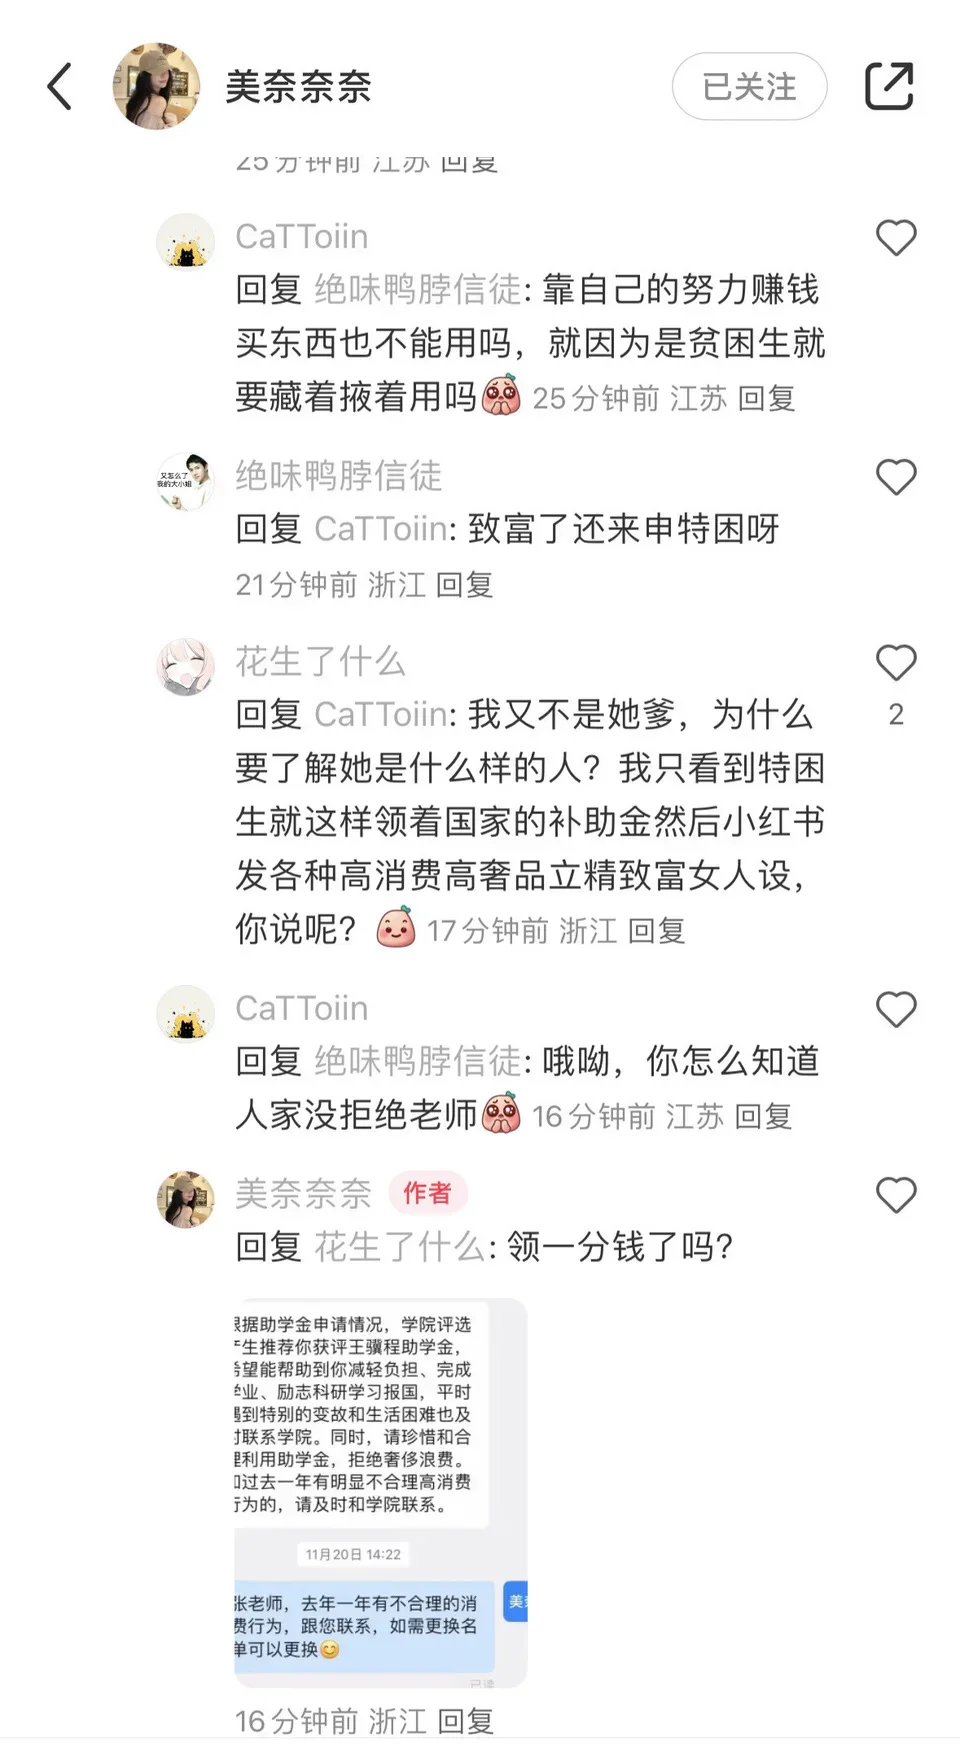 美奈奈奈
已关注
25分钟前 江苏 回复
CaTToiin
回复 绝味鸭脖信徒: 靠自己的努力赚钱
买东西也不能用吗，就因为是贫困生就
要藏着掖着用吗 25分钟前 江苏 回复
又怎么了
我的大小姐
绝味鸭脖信徒
回复 CaTToiin: 致富了还来申特困呀
21分钟前 浙江 回复
花生了什么
回复 CaTToiin: 我又不是她爹，为什么
2
要了解她是什么样的人？我只看到特困
生就这样领着国家的补助金然后小红书
发各种高消费高奢品立精致富女人设，
你说呢？ 17分钟前 浙江 回复
CaTToiin
回复 绝味鸭脖信徒: 哦呦，你怎么知道
人家没拒绝老师 16分钟前 江苏 回复
美奈奈奈 作者
回复 花生了什么: 领一分钱了吗？
据助学金申请情况，学院评选
生推荐你获评王骥程助学金，
望能帮助到你减轻负担、完成
业、励志科研学习报国，平时
到特别的变故和生活困难也及
联系学院。同时，请珍惜和合
利用助学金，拒绝奢侈浪费。
过去一年有明显不合理高消费
为的，请及时和学院联系。
11月20日 14:22
张老师，去年一年有不合理的消
费行为，跟您联系，如需更换名
单可以更换😊
美
已读
16分钟前 浙江 回复